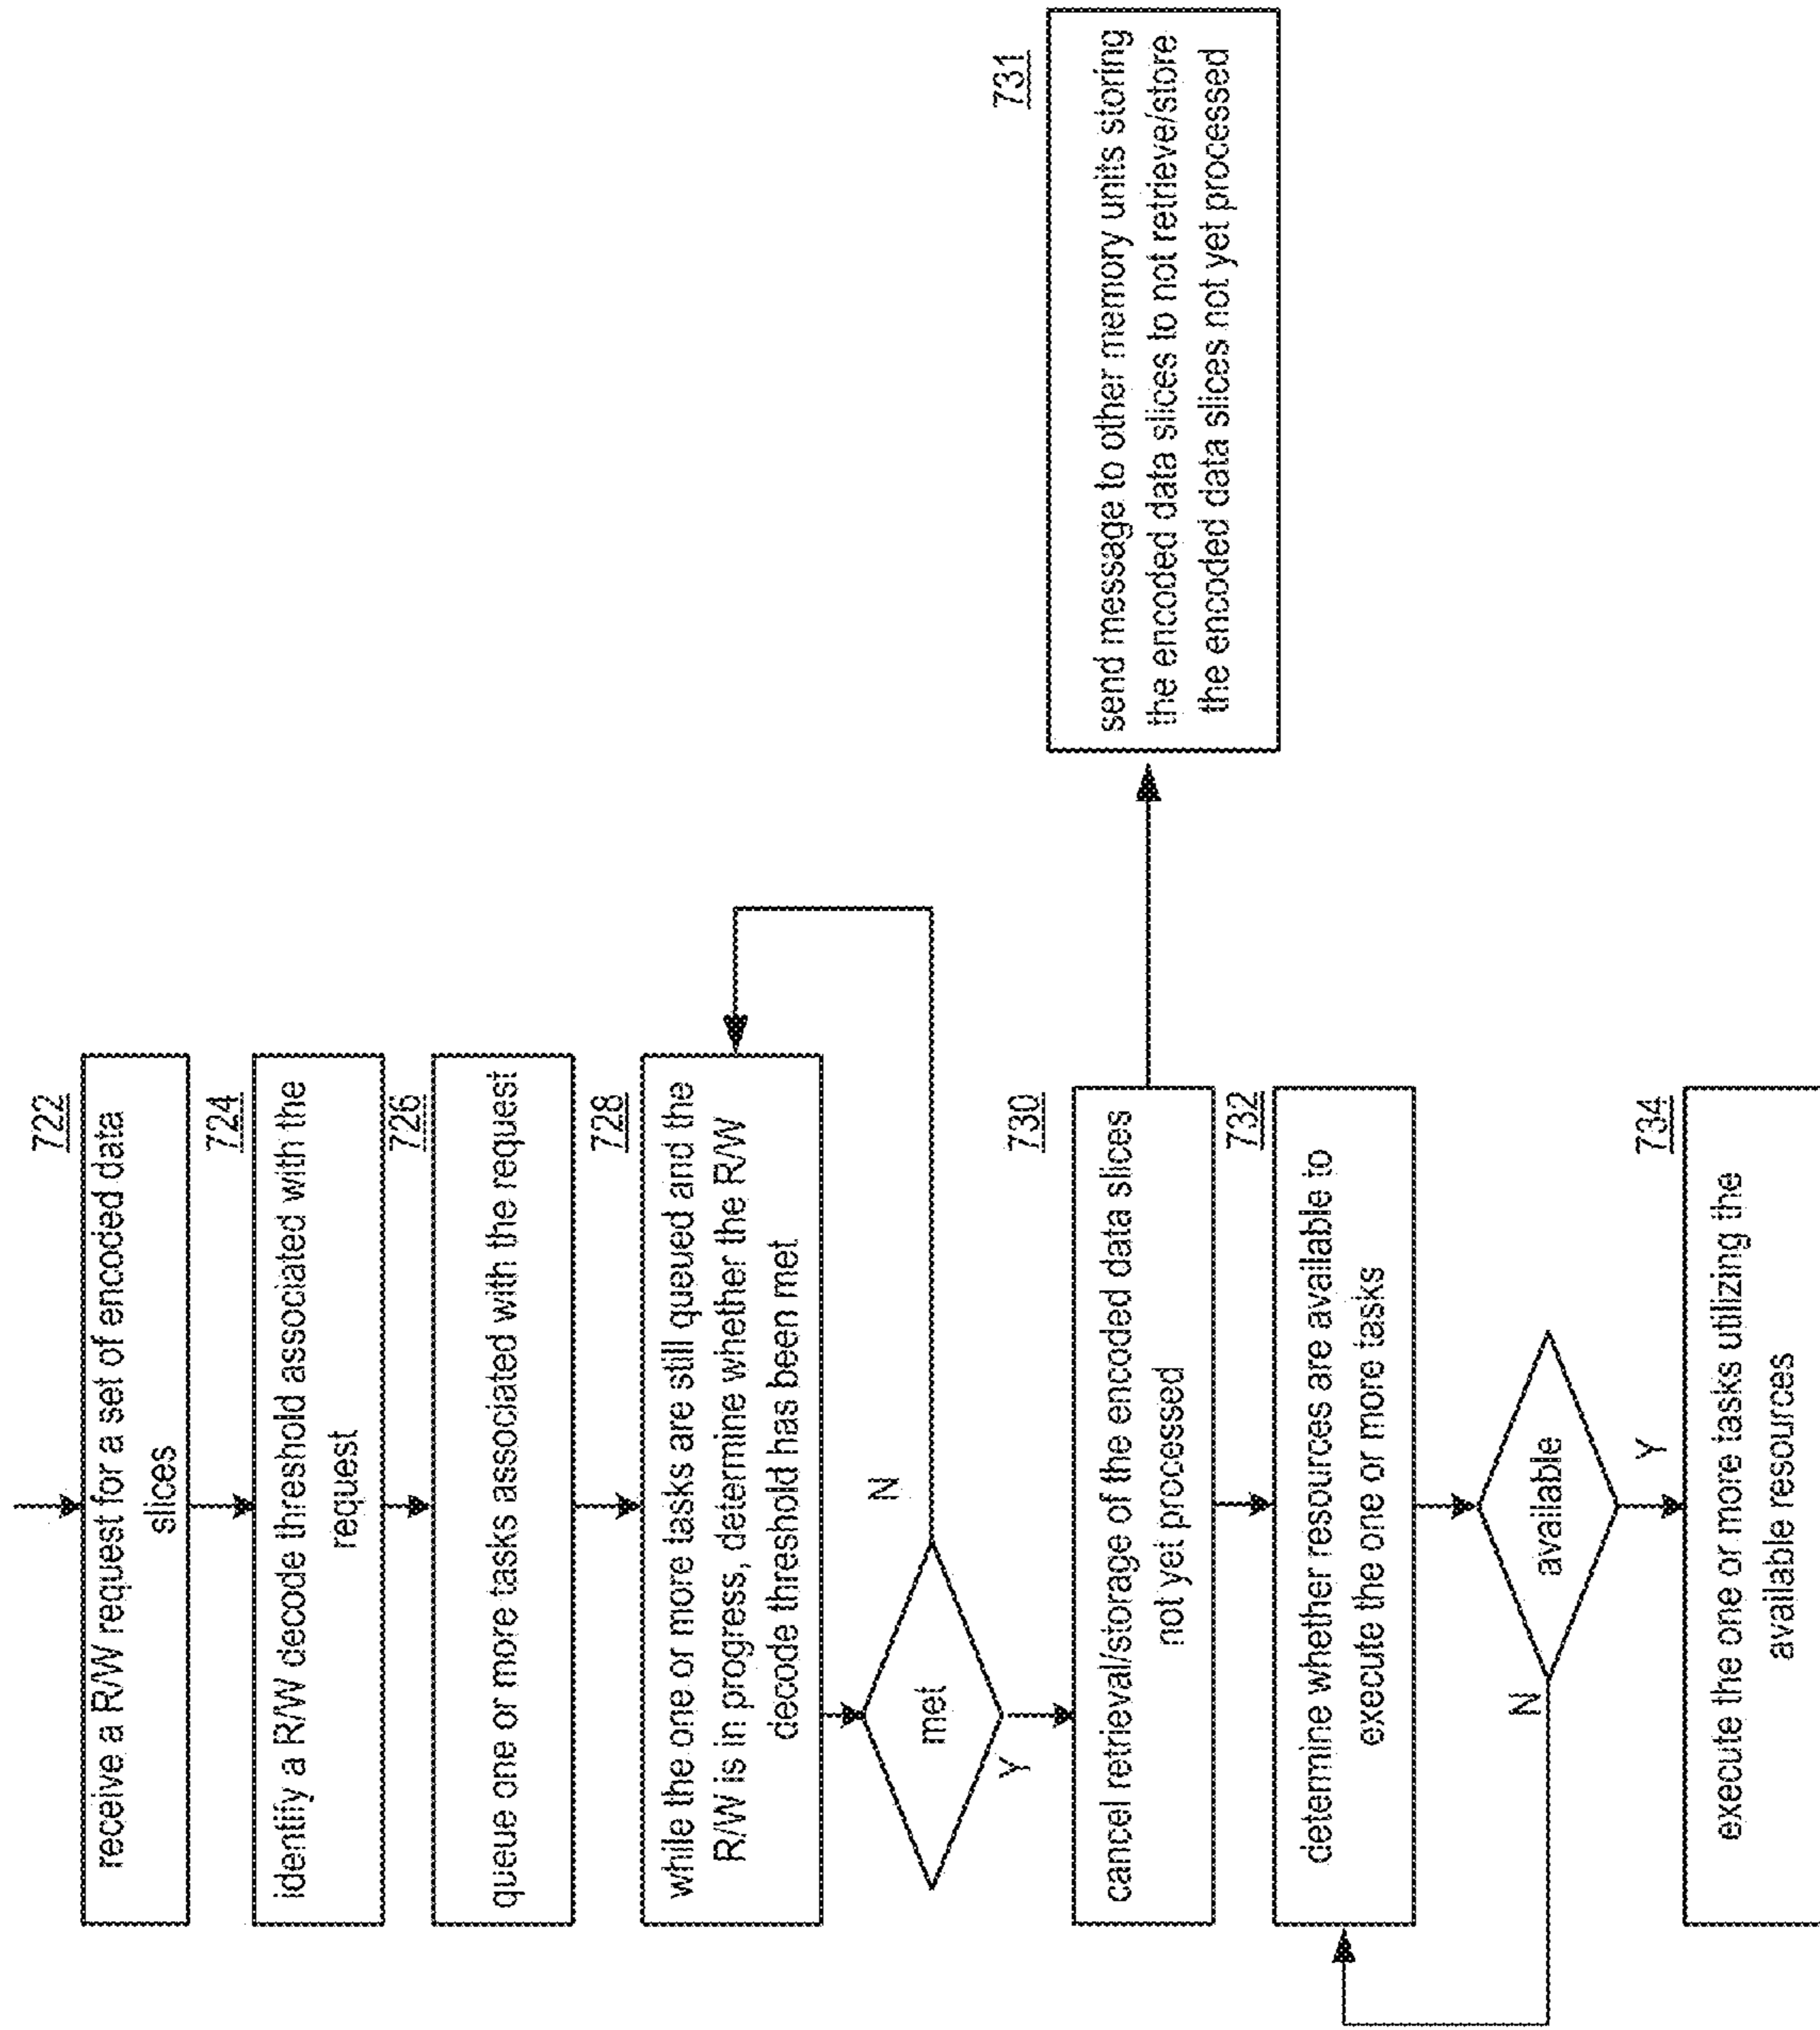 722
receive a R/W request for a set of encoded data
slices
724
identify a R/W decode threshold associated with the
request
726
queue one or more tasks associated with the request
728
while the one or more tasks are still queued and the
R/W is in progress, determine whether the R/W
decode threshold has been met
met
N
Y
730
cancel retrieval/storage of the encoded data slices
not yet processed
731
send message to other memory units storing
the encoded data slices to not retrieve/store
the encoded data slices not yet processed
732
determine whether resources are available to
execute the one or more tasks
available
N
Y
734
execute the one or more tasks utilizing the
available resources